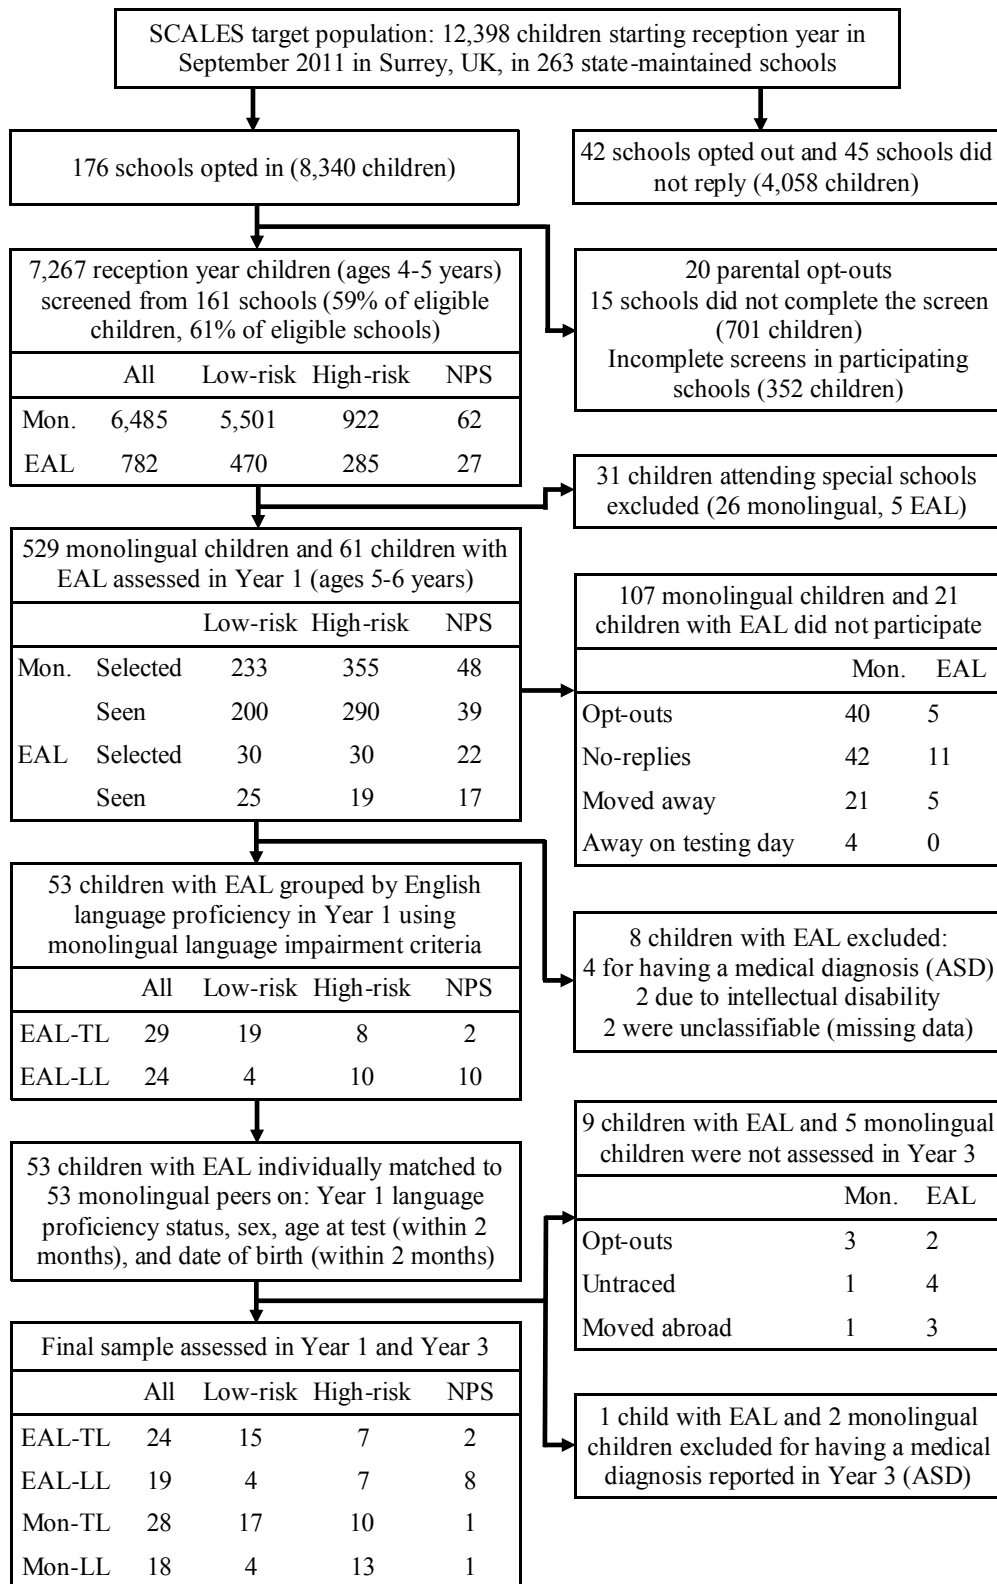 SCALES target population: 12,398 children starting reception year in
September 2011 in Surrey, UK, in 263 state-maintained schools
176 schools opted in (8,340 children)
42 schools opted out and 45 schools did
not reply (4,058 children)
7,267 reception year children (ages 4-5 years)
screened from 161 schools (59% of eligible
children, 61% of eligible schools)
All Low-risk High-risk NPS
Mon. 6,485 5,501 922 62
EAL 782 470 285 27
20 parental opt-outs
15 schools did not complete the screen
(701 children)
Incomplete screens in participating
schools (352 children)
31 children attending special schools
excluded (26 monolingual, 5 EAL)
529 monolingual children and 61 children with
EAL assessed in Year 1 (ages 5-6 years)
Low-risk High-risk NPS
Mon. Selected 233 355 48
Seen 200 290 39
EAL Selected 30 30 22
Seen 25 19 17
107 monolingual children and 21
children with EAL did not participate
Mon. EAL
Opt-outs 40 5
No-replies 42 11
Moved away 21 5
Away on testing day 4 0
53 children with EAL grouped by English
language proficiency in Year 1 using
monolingual language impairment criteria
All Low-risk High-risk NPS
EAL-TL 29 19 8 2
EAL-LL 24 4 10 10
8 children with EAL excluded:
4 for having a medical diagnosis (ASD)
2 due to intellectual disability
2 were unclassifiable (missing data)
53 children with EAL individually matched to
53 monolingual peers on: Year 1 language
proficiency status, sex, age at test (within 2
months), and date of birth (within 2 months)
9 children with EAL and 5 monolingual
children were not assessed in Year 3
Mon. EAL
Opt-outs 3 2
Untraced 1 4
Moved abroad 1 3
Final sample assessed in Year 1 and Year 3
All Low-risk High-risk NPS
EAL-TL 24 15 7 2
EAL-LL 19 4 7 8
Mon-TL 28 17 10 1
Mon-LL 18 4 13 1
1 child with EAL and 2 monolingual
children excluded for having a medical
diagnosis reported in Year 3 (ASD)